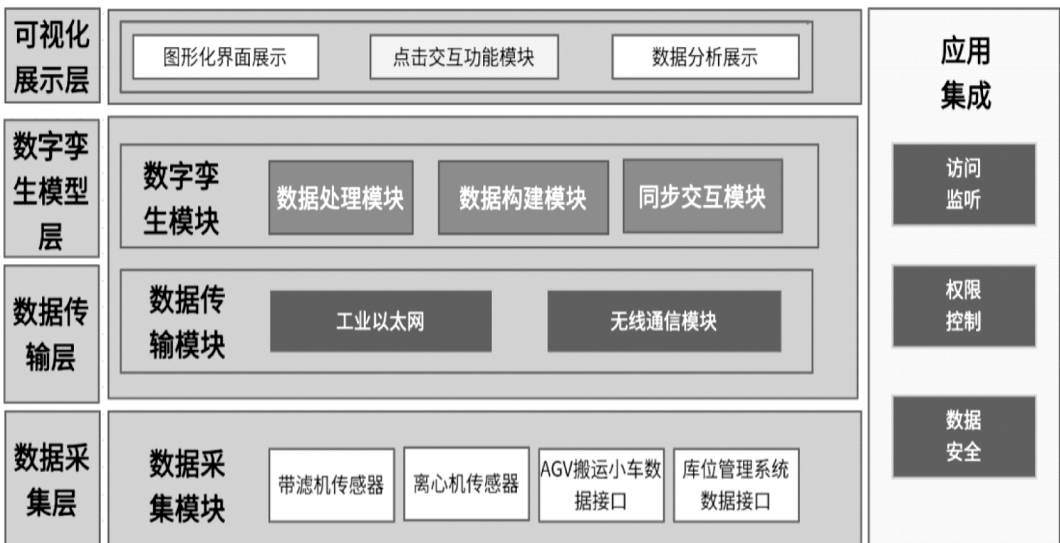 可视化
展示层
图形化界面展示
点击交互功能模块
数据分析展示
数字孪
生模型
层
数字孪
生模块
数据处理模块
数据构建模块
同步交互模块
数据传
输层
数据传
输模块
工业以太网
无线通信模块
数据采
集层
数据采
集模块
带滤机传感器
离心机传感器
AGV搬运小车数
据接口
库位管理系统
数据接口
应用
集成
访问
监听
权限
控制
数据
安全